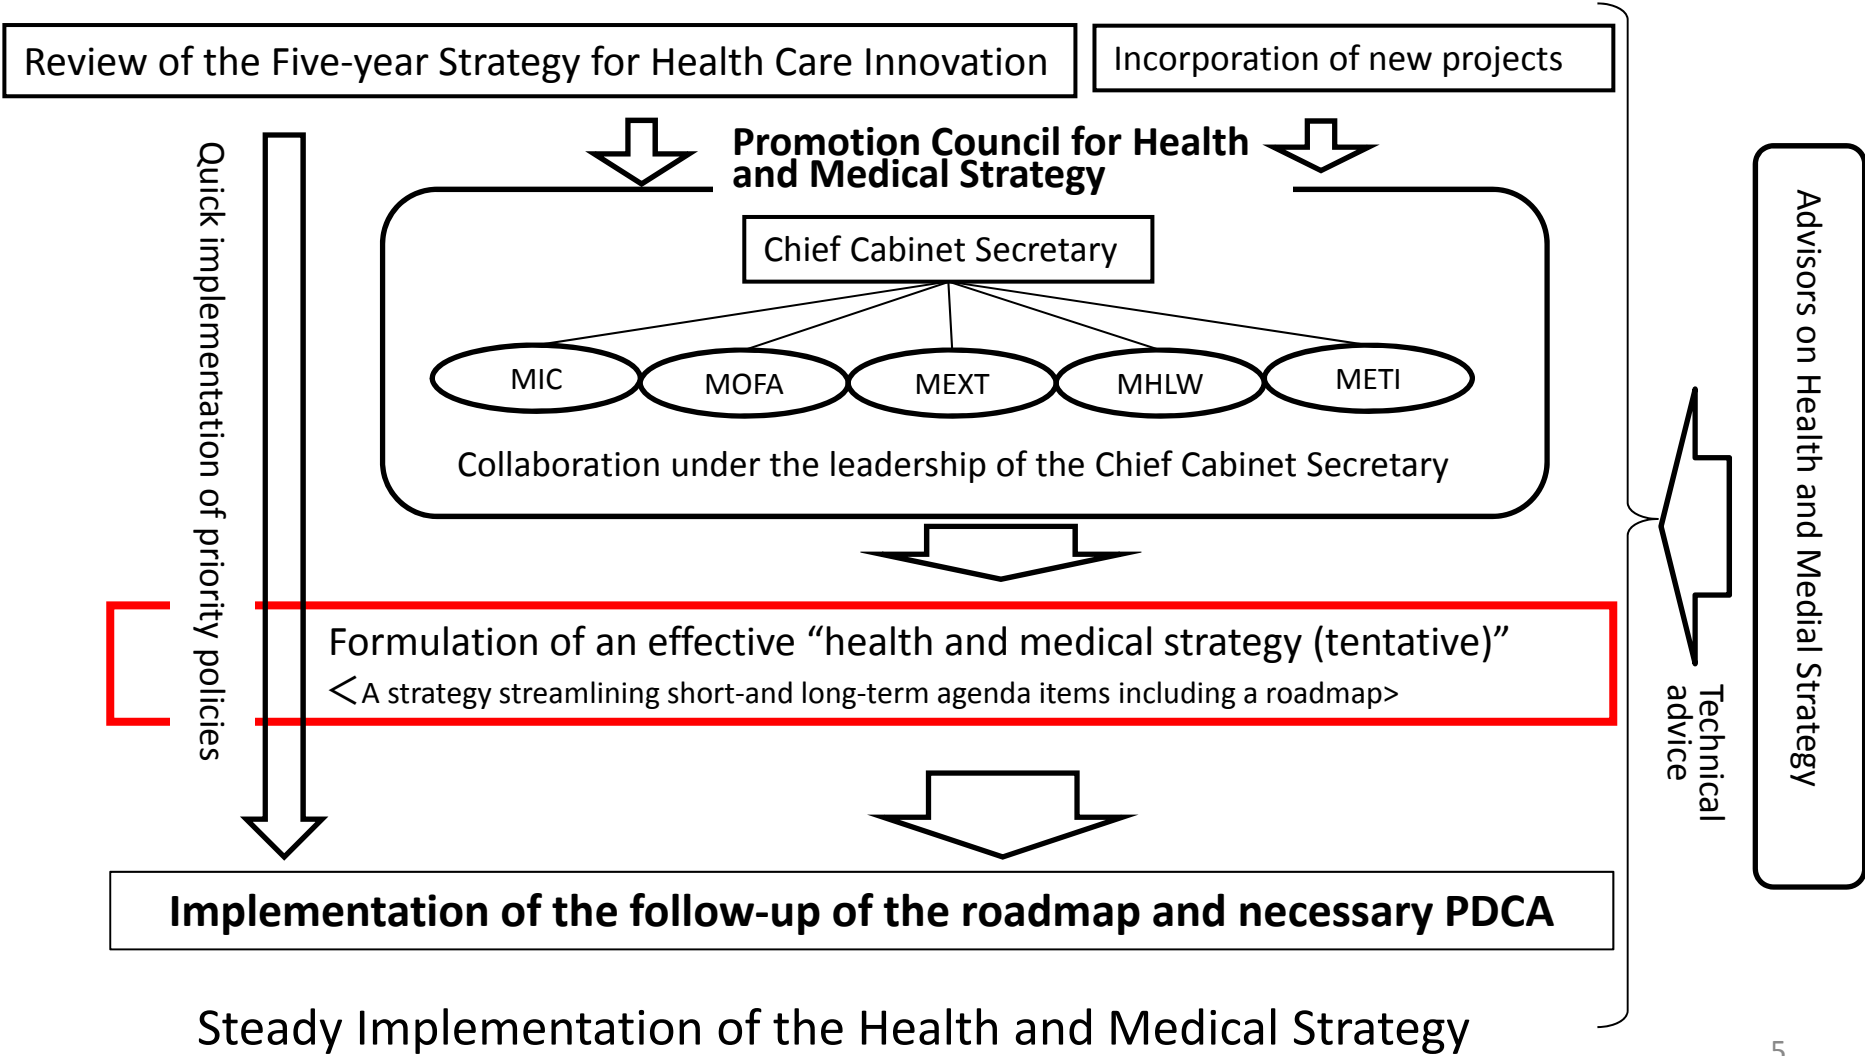 Review of the Five-year Strategy for Health Care Innovation
Incorporation of new projects
Quick implementation of priority policies
Promotion Council for Health
and Medical Strategy
Chief Cabinet Secretary
MIC
MOFA
MEXT
MHLW
METI
Collaboration under the leadership of the Chief Cabinet Secretary
Formulation of an effective “health and medical strategy (tentative)”
＜A strategy streamlining short-and long-term agenda items including a roadmap>
Implementation of the follow-up of the roadmap and necessary PDCA
Steady Implementation of the Health and Medical Strategy
Technical
advice
Advisors on Health and Medial Strategy
5